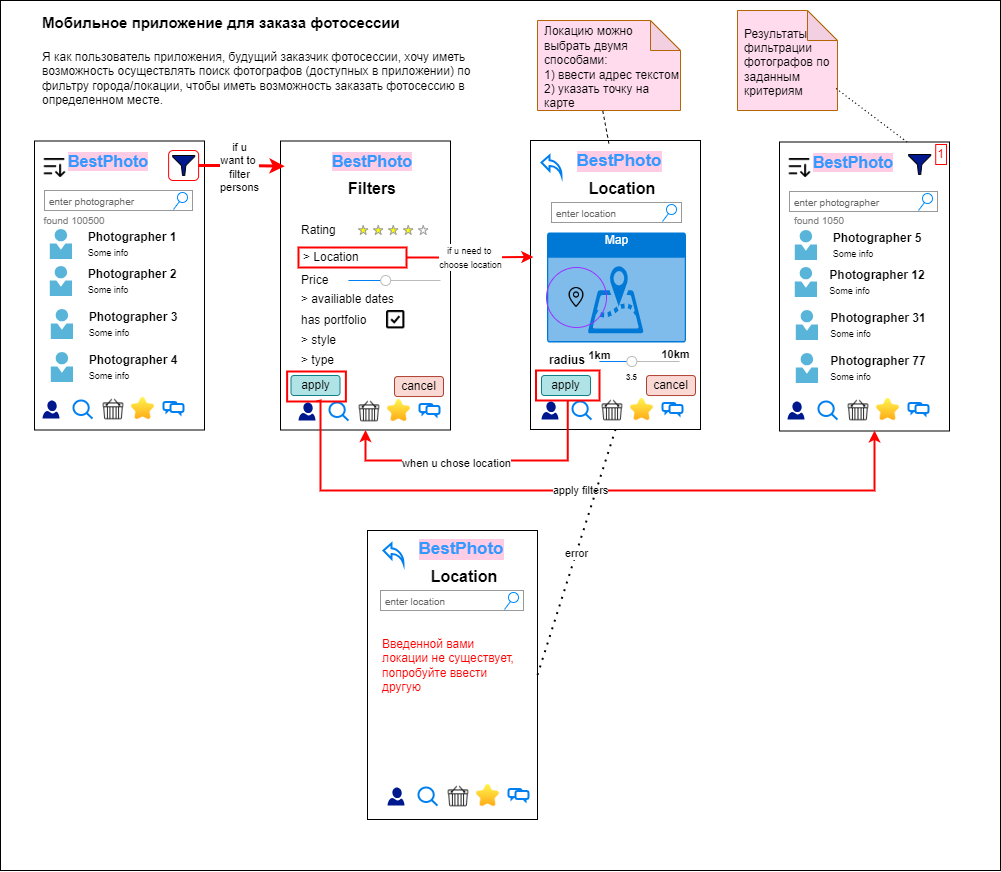 Мобильное приложение для заказа фотосессии
Я как пользователь приложения, будущий заказчик фотосессии, хочу иметь
возможность осуществлять поиск фотографов (доступных в приложении) по
фильтру города/локации, чтобы иметь возможность заказать фотосессию в
определенном месте.
Локацию можно
выбрать двумя
способами:
1) ввести адрес текстом
2) указать точку на
карте
Результаты
фильтрации
фотографов по
заданным
критериям
BestPhoto
enter photographer
found 100500
Photographer 1
Some info
Photographer 2
Some info
Photographer 3
Some info
Photographer 4
Some info
if u
want to
filter
persons
BestPhoto
Filters
Rating
> Location
Price
> availiable dates
has portfolio
> style
> type
apply
cancel
if u need to
choose location
BestPhoto
Location
enter location
Map
radius
1km
10km
3.5
apply
cancel
when u chose location
apply filters
BestPhoto
1
enter photographer
found 1050
Photographer 5
Some info
Photographer 12
Some info
Photographer 31
Some info
Photographer 77
Some info
error
BestPhoto
Location
enter location
Введенной вами
локации не существует,
попробуйте ввести
другую